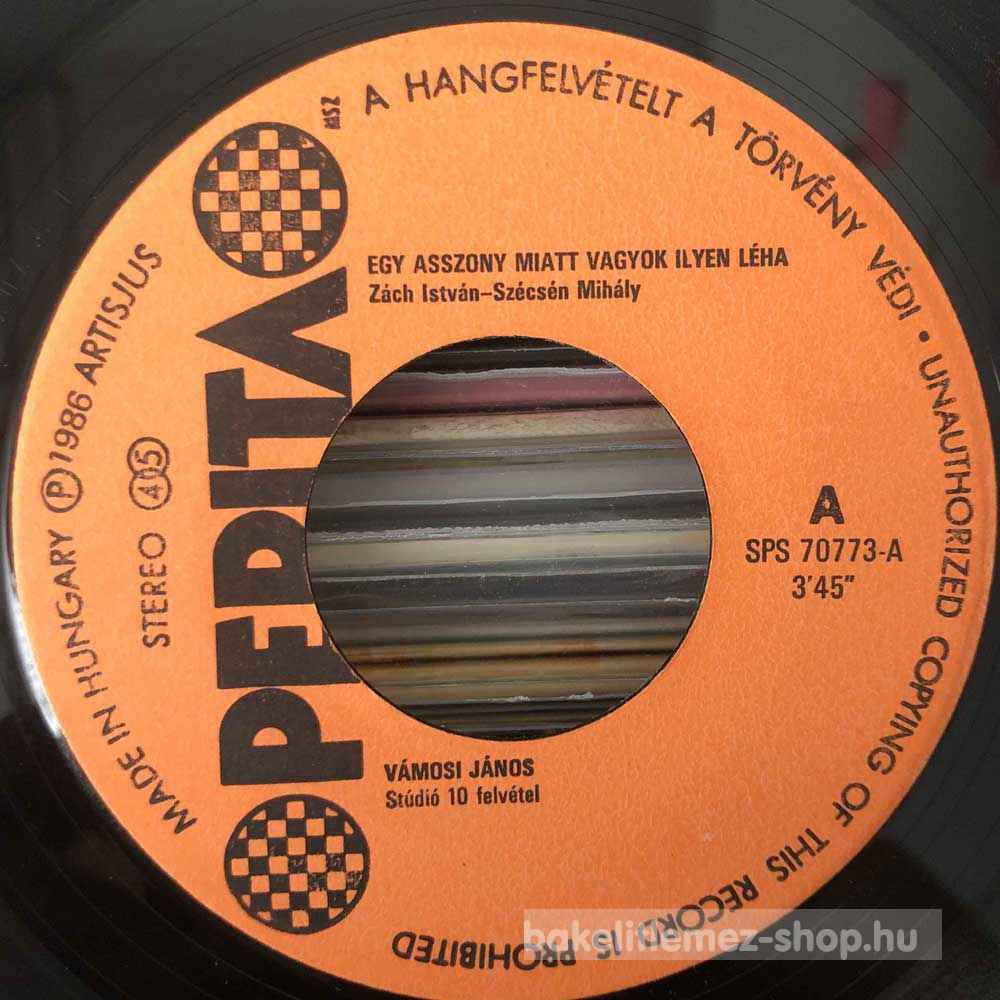 A HANGFELVÉTELT A TÖRVÉNY VÉDI • UNAUTHORIZED COPYING OF THIS RECORD IS PROHIBITED
MSZ
PEPITA
MADE IN HUNGARY Ⓟ 1986 ARTISJUS
STEREO 45
EGY ASSZONY MIATT VAGYOK ILYEN LÉHA
Zách István–Szécsén Mihály
A
SPS 70773-A
3'45"
VÁMOSI JÁNOS
Stúdió 10 felvétel
bakelitlemez-shop.hu